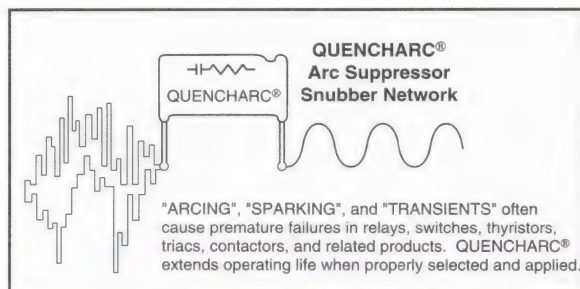 QUENCHARC®
Arc Suppressor
Snubber Network
QUENCHARC®
"ARCING", "SPARKING", and "TRANSIENTS" often
cause premature failures in relays, switches, thyristors,
triacs, contactors, and related products. QUENCHARC®
extends operating life when properly selected and applied.